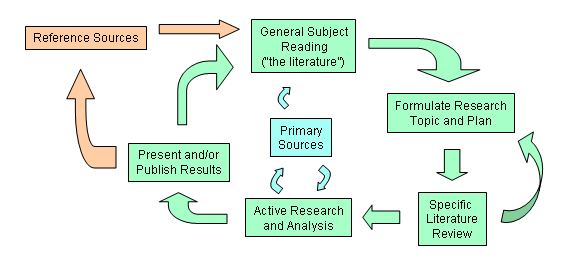 Reference Sources
General Subject
Reading
("the literature")
Formulate Research
Topic and Plan
Primary
Sources
Present and/or
Publish Results
Active Research
and Analysis
Specific
Literature
Review